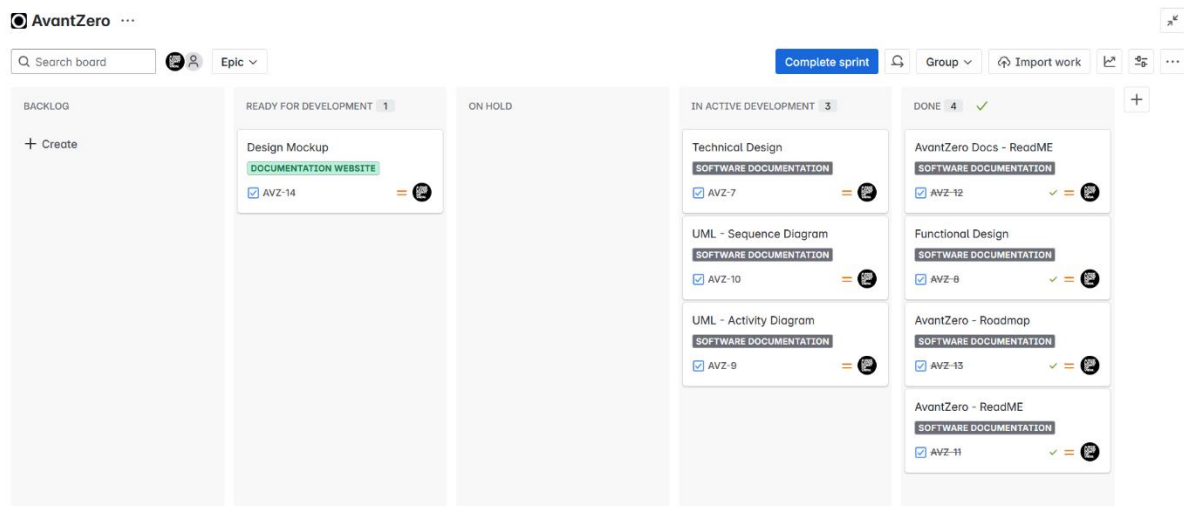 AvantZero
Search board
Epic
Complete sprint
Group
Import work
BACKLOG
Create
READY FOR DEVELOPMENT 1
Design Mockup
DOCUMENTATION WEBSITE
AVZ-14
ON HOLD
IN ACTIVE DEVELOPMENT 3
Technical Design
SOFTWARE DOCUMENTATION
AVZ-7
UML - Sequence Diagram
SOFTWARE DOCUMENTATION
AVZ-10
UML - Activity Diagram
SOFTWARE DOCUMENTATION
AVZ-9
DONE 4
AvantZero Docs - ReadME
SOFTWARE DOCUMENTATION
AVZ-12
Functional Design
SOFTWARE DOCUMENTATION
AVZ-8
AvantZero - Roadmap
SOFTWARE DOCUMENTATION
AVZ-13
AvantZero - ReadME
SOFTWARE DOCUMENTATION
AVZ-11